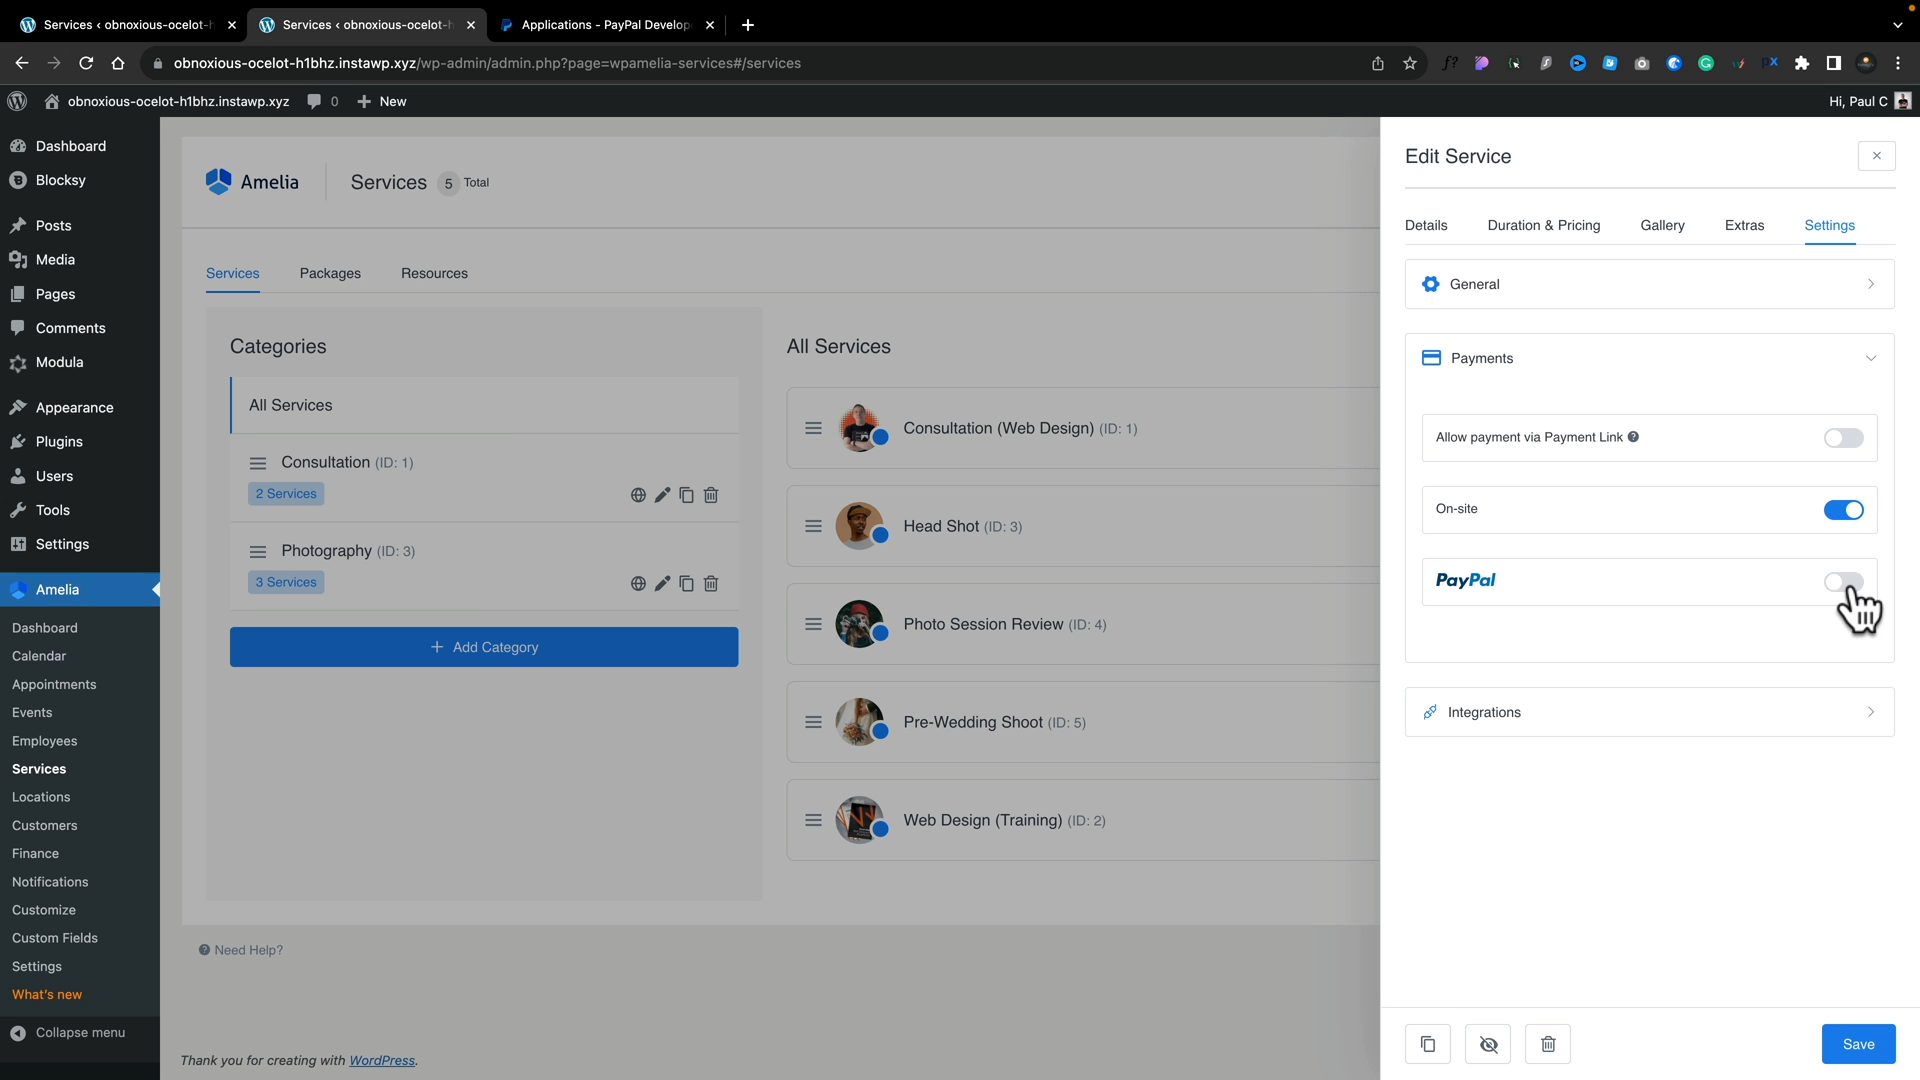 Services < obnoxious-ocelot-h
Services < obnoxious-ocelot-h
Applications - PayPal Develop
obnoxious-ocelot-h1bhz.instawp.xyz/wp-admin/admin.php?page=wpamelia-services#/services
obnoxious-ocelot-h1bhz.instawp.xyz
0
New
Hi, Paul C
Dashboard
Blocksy
Posts
Media
Pages
Comments
Modula
Appearance
Plugins
Users
Tools
Settings
Amelia
Dashboard
Calendar
Appointments
Events
Employees
Services
Locations
Customers
Finance
Notifications
Customize
Custom Fields
Settings
What's new
Collapse menu
Amelia
Services 5 Total
Services
Packages
Resources
Categories
All Services
Consultation (ID: 1)
2 Services
Photography (ID: 3)
3 Services
+ Add Category
All Services
Consultation (Web Design) (ID: 1)
Head Shot (ID: 3)
Photo Session Review (ID: 4)
Pre-Wedding Shoot (ID: 5)
Web Design (Training) (ID: 2)
Need Help?
Thank you for creating with WordPress.
Edit Service
Details
Duration & Pricing
Gallery
Extras
Settings
General
Payments
Allow payment via Payment Link
On-site
PayPal
Integrations
Save